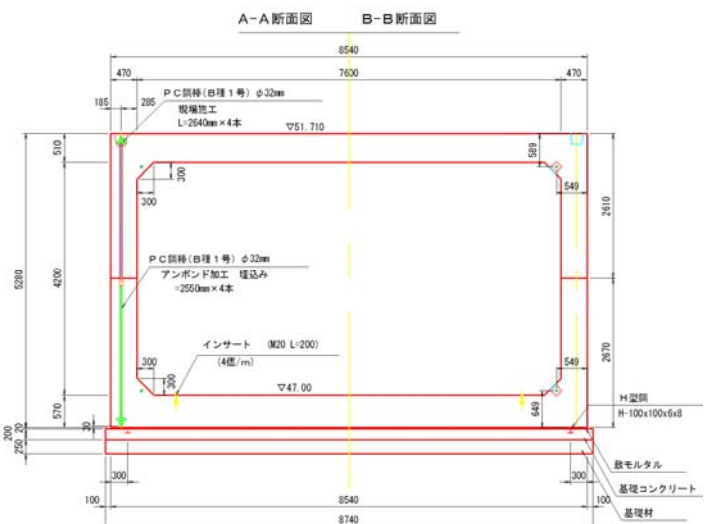 A-A断面図 B-B断面図
8540
470 7600 470
185 285
PC鋼棒(B種1号) φ32mm
現場施工
L=2640mm×4本
▽51.710
510
300
300
589
549
2610
5280
4200
PC鋼棒(B種1号) φ32mm
アンボンド加工 埋込み
=2550mm×4本
インサート (M20 L=200)
(4個/m)
300
300
549
2670
▽47.00
570
649
30
H型鋼
H-100x100x6x8
200
20
250
敷モルタル
300
300
基礎コンクリート
100 8540 100
基礎材
8740